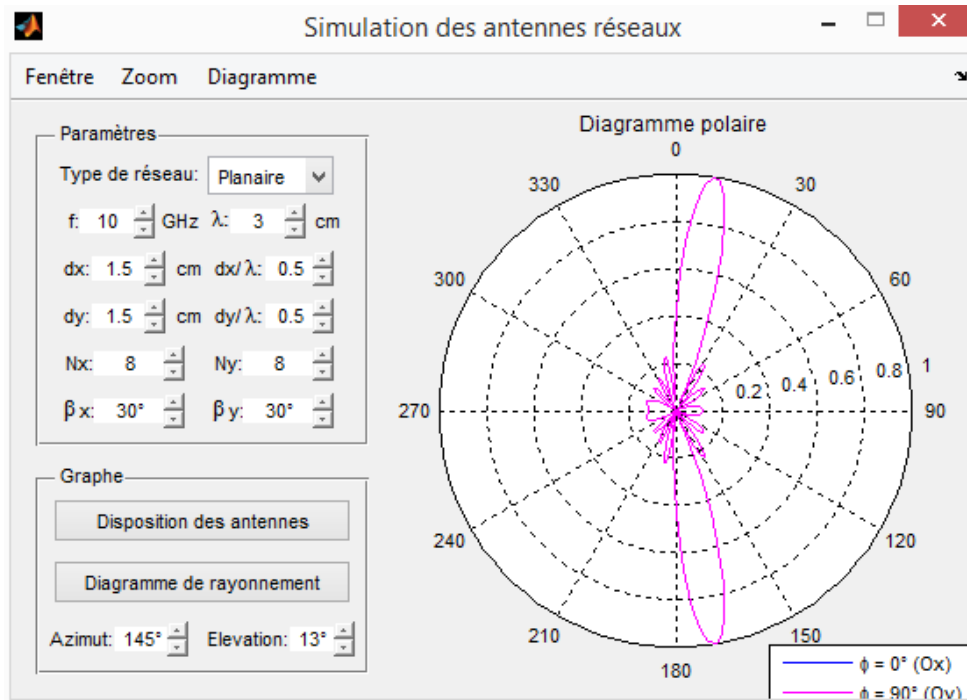 Simulation des antennes réseaux
Fenêtre Zoom Diagramme
Paramètres
Type de réseau: Planaire
f: 10 GHz λ: 3 cm
dx: 1.5 cm dx/λ: 0.5
dy: 1.5 cm dy/λ: 0.5
Nx: 8 Ny: 8
βx: 30° βy: 30°
Graphe
Disposition des antennes
Diagramme de rayonnement
Azimut: 145° Elevation: 13°
Diagramme polaire
0
330 30
300 60
1
0.2 0.4 0.6 0.8
270 90
240 120
210 150
180
ϕ = 0° (Ox)
ϕ = 90° (Oy)